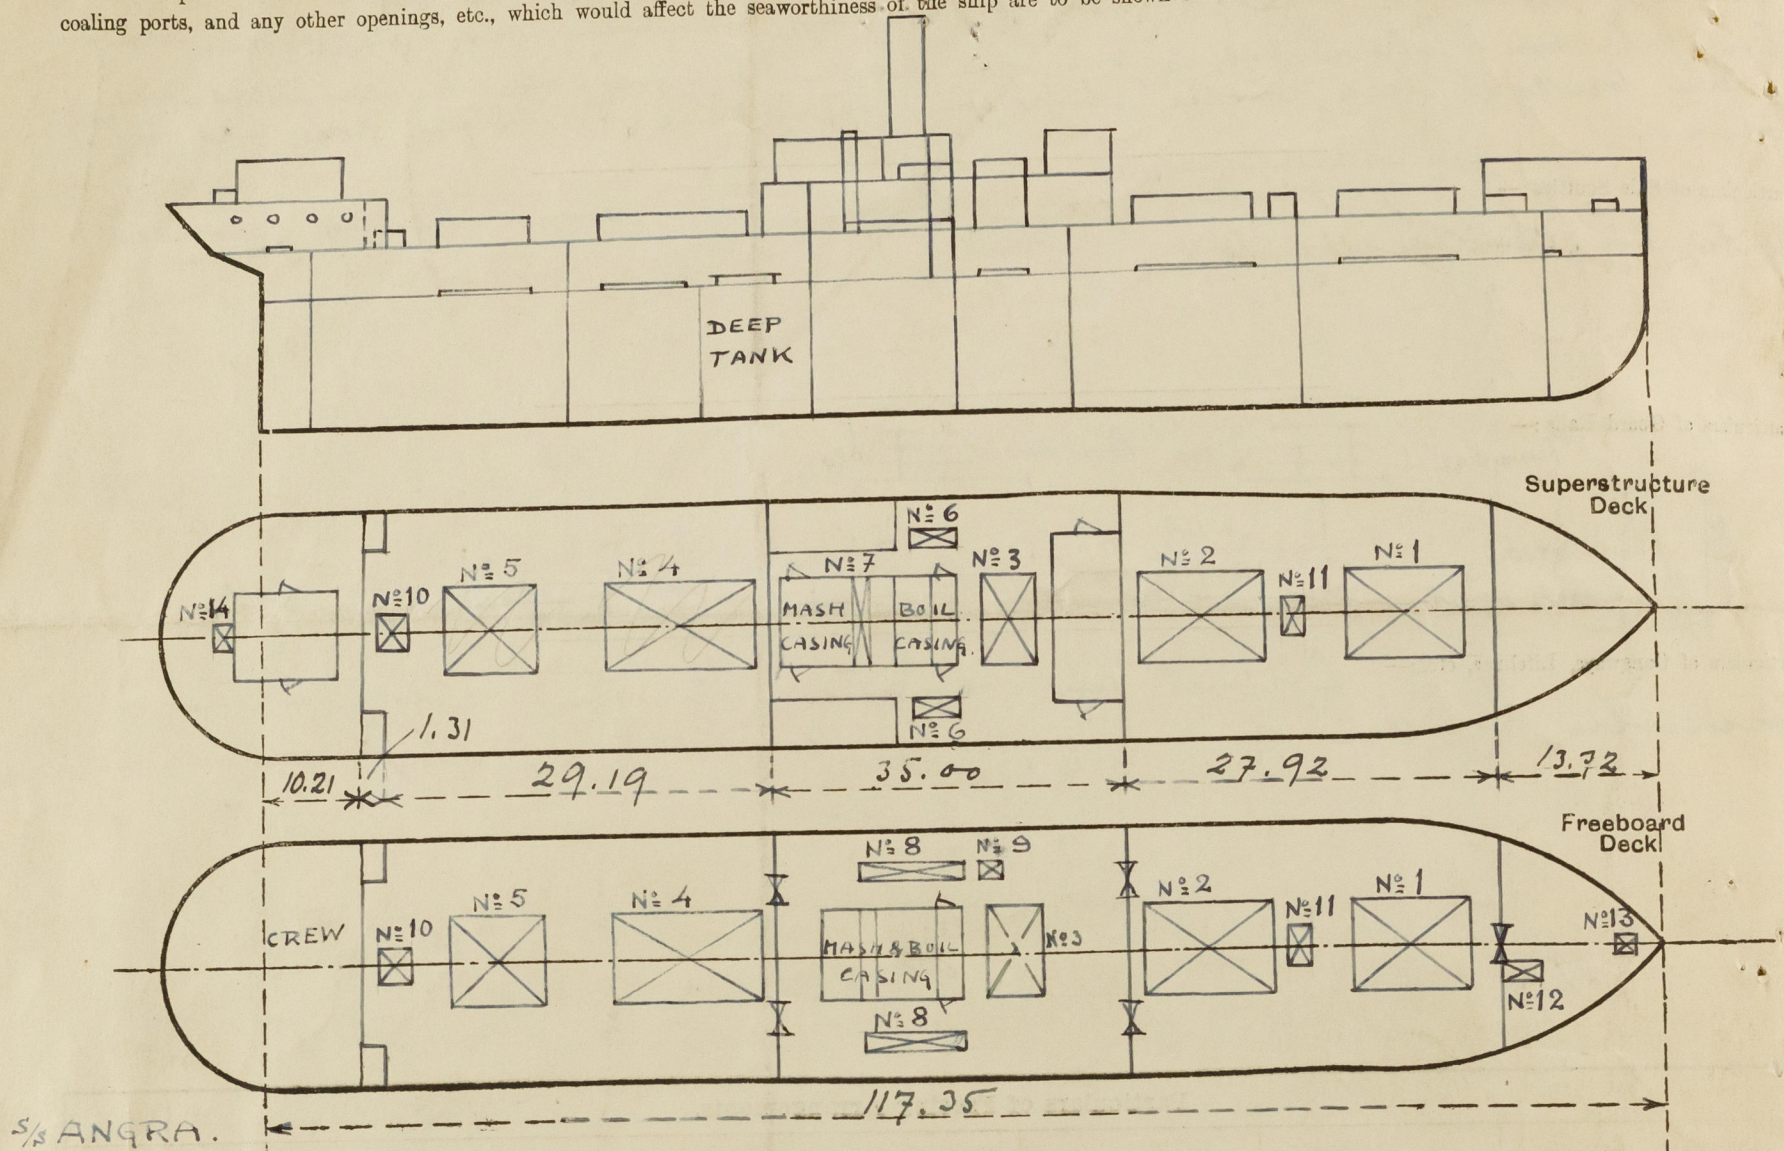 coaling ports, and any other openings, etc., which would affect the seaworthiness of the ship are to be shown
DEEP
TANK
Superstructure
Deck
Nº 6
Nº 14
Nº 10
Nº 5
Nº 4
Nº 7
Nº 3
Nº 2
Nº 11
Nº 1
MASH
CASING
BOIL
CASING.
Nº 6
1.31
10.21
29.19
35.00
27.92
13.72
Freeboard
Deck
Nº 8
Nº 9
CREW
Nº 10
Nº 5
Nº 4
MASH & BOIL
CASING
Nº 3
Nº 2
Nº 11
Nº 1
Nº 13
Nº 12
Nº 8
117.35
S/S ANGRA.